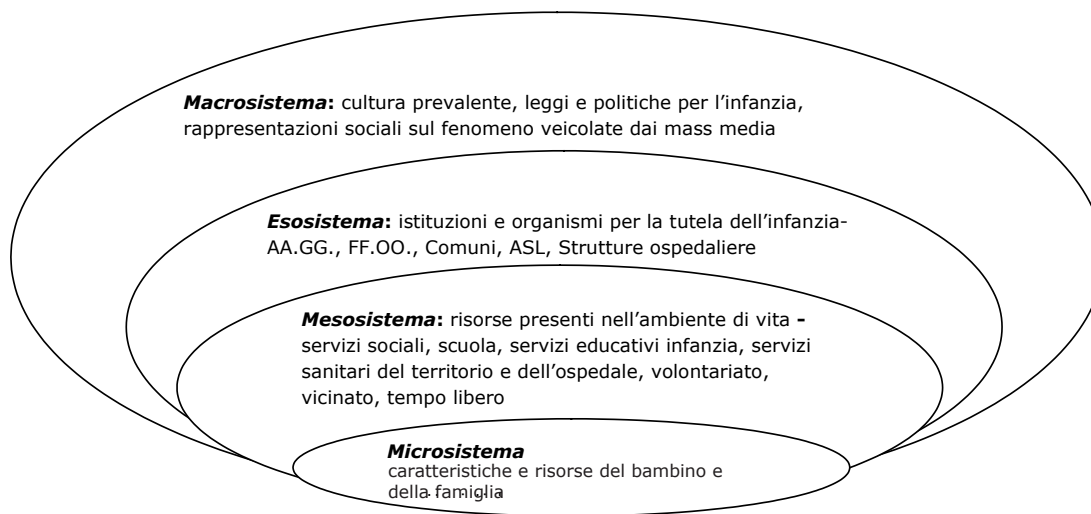 Macrosistema: cultura prevalente, leggi e politiche per l'infanzia,
rappresentazioni sociali sul fenomeno veicolate dai mass media
Esosistema: istituzioni e organismi per la tutela dell'infanzia-
AA.GG., FF.OO., Comuni, ASL, Strutture ospedaliere
Mesosistema: risorse presenti nell'ambiente di vita -
servizi sociali, scuola, servizi educativi infanzia, servizi
sanitari del territorio e dell'ospedale, volontariato,
vicinato, tempo libero
Microsistema
caratteristiche e risorse del bambino e
della famiglia